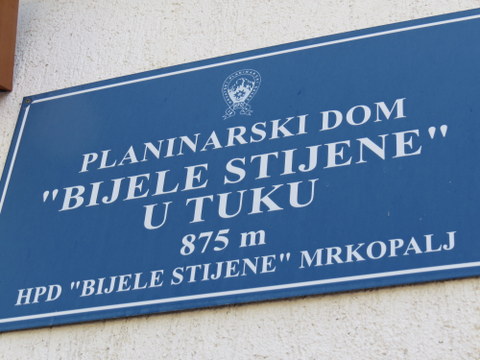 PLANINARSKI DOM
"BIJELE STIJENE"
U TUKU
875 m
HPD "BIJELE STIJENE" MRKOPALJ